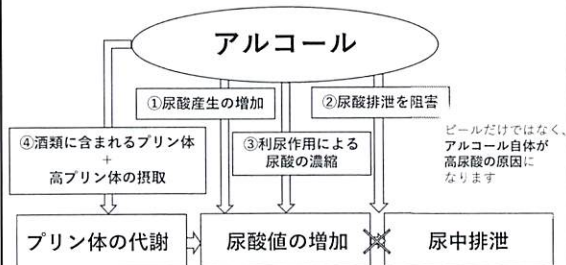 アルコール
①尿酸産生の増加
②尿酸排泄を阻害
④酒類に含まれるプリン体
+
高プリン体の摂取
③利尿作用による
尿酸の濃縮
ビールだけではなく、
アルコール自体が
高尿酸の原因に
なります
プリン体の代謝
尿酸値の増加
尿中排泄